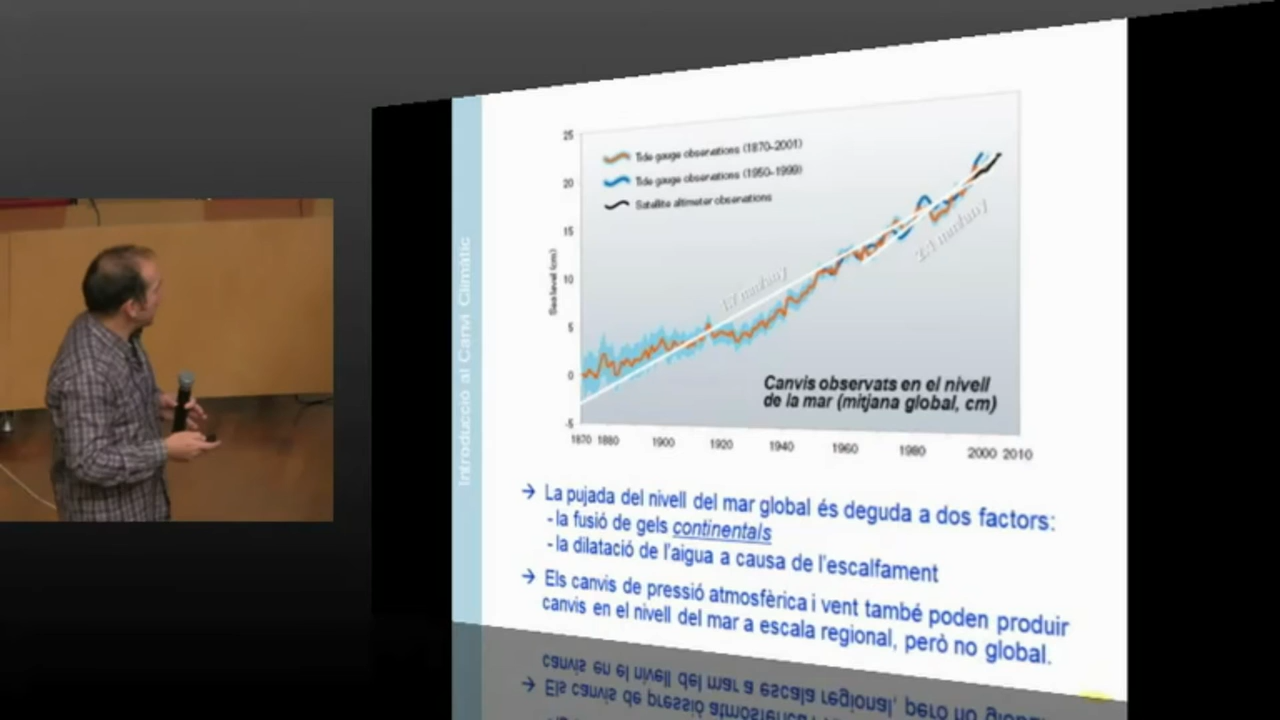 Introducció al Canvi Climàtic
25
20
15
10
5
0
-5
Sea level (cm)
Tide gauge observations (1870-2001)
Tide gauge observations (1950-1999)
Satellite altimeter observations
mm/any
mm/any
Canvis observats en el nivell
de la mar (mitjana global, cm)
1870 1880 1900 1920 1940 1960 1980 2000 2010
→ La pujada del nivell del mar global és deguda a dos factors:
- la fusió de gels continentals
- la dilatació de l'aigua a causa de l'escalfament
→ Els canvis de pressió atmosfèrica i vent també poden produir
canvis en el nivell del mar a escala regional, però no global.